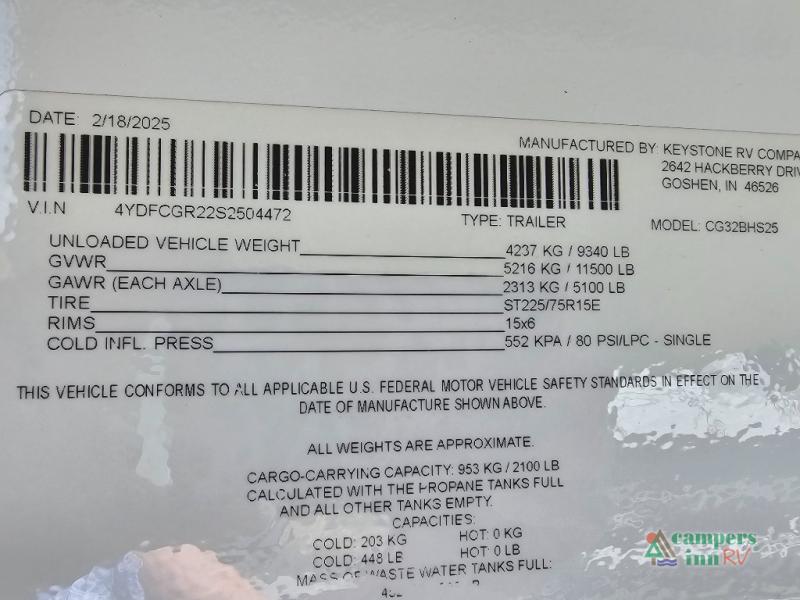 DATE: 2/18/2025
MANUFACTURED BY: KEYSTONE RV
2642 HACKBERRY
GOSHEN, IN 46526
V.I.N 4YDFCGR22S2504472
TYPE: TRAILER
MODEL: CG32BHS25
UNLOADED VEHICLE WEIGHT 4237 KG / 9340 LB
GVWR 5216 KG / 11500 LB
GAWR (EACH AXLE) 2313 KG / 5100 LB
TIRE ST225/75R15E
RIMS 15x6
COLD INFL. PRESS 552 KPA / 80 PSI/LPC - SINGLE
THIS VEHICLE CONFORMS TO ALL APPLICABLE U.S. FEDERAL MOTOR VEHICLE SAFETY STANDARDS IN EFFECT ON THE
DATE OF MANUFACTURE SHOWN ABOVE.
ALL WEIGHTS ARE APPROXIMATE.
CARGO-CARRYING CAPACITY: 953 KG / 2100 LB
CALCULATED WITH THE PROPANE TANKS FULL
AND ALL OTHER TANKS EMPTY.
CAPACITIES:
COLD: 203 KG HOT: 0 KG
COLD: 448 LB HOT: 0 LB
MASS OF WASTE WATER TANKS FULL:
campers
inn RV